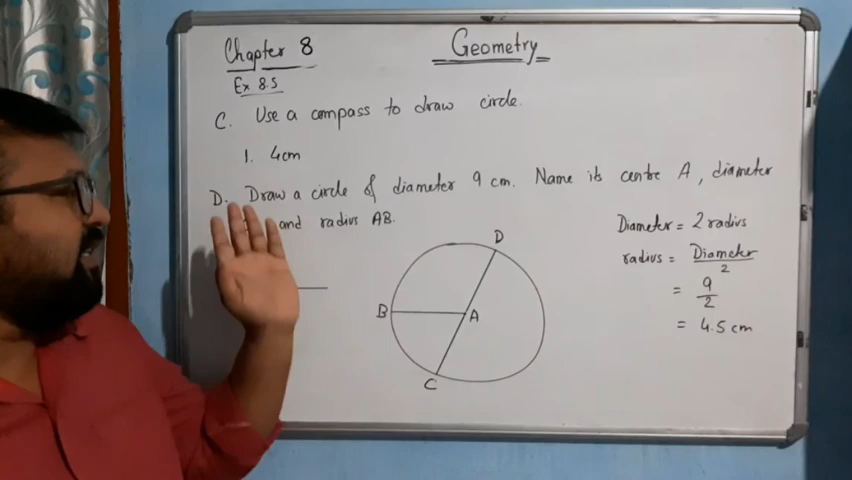 Chapter 8
Geometry
Ex 8.5
C. Use a compass to draw circle.
1. 4cm
D. Draw a circle of diameter 9 cm. Name its centre A, diameter
and radius AB.
Diameter = 2 radius
radius = Diameter
2
= 9
2
= 4.5 cm
D
B
A
C